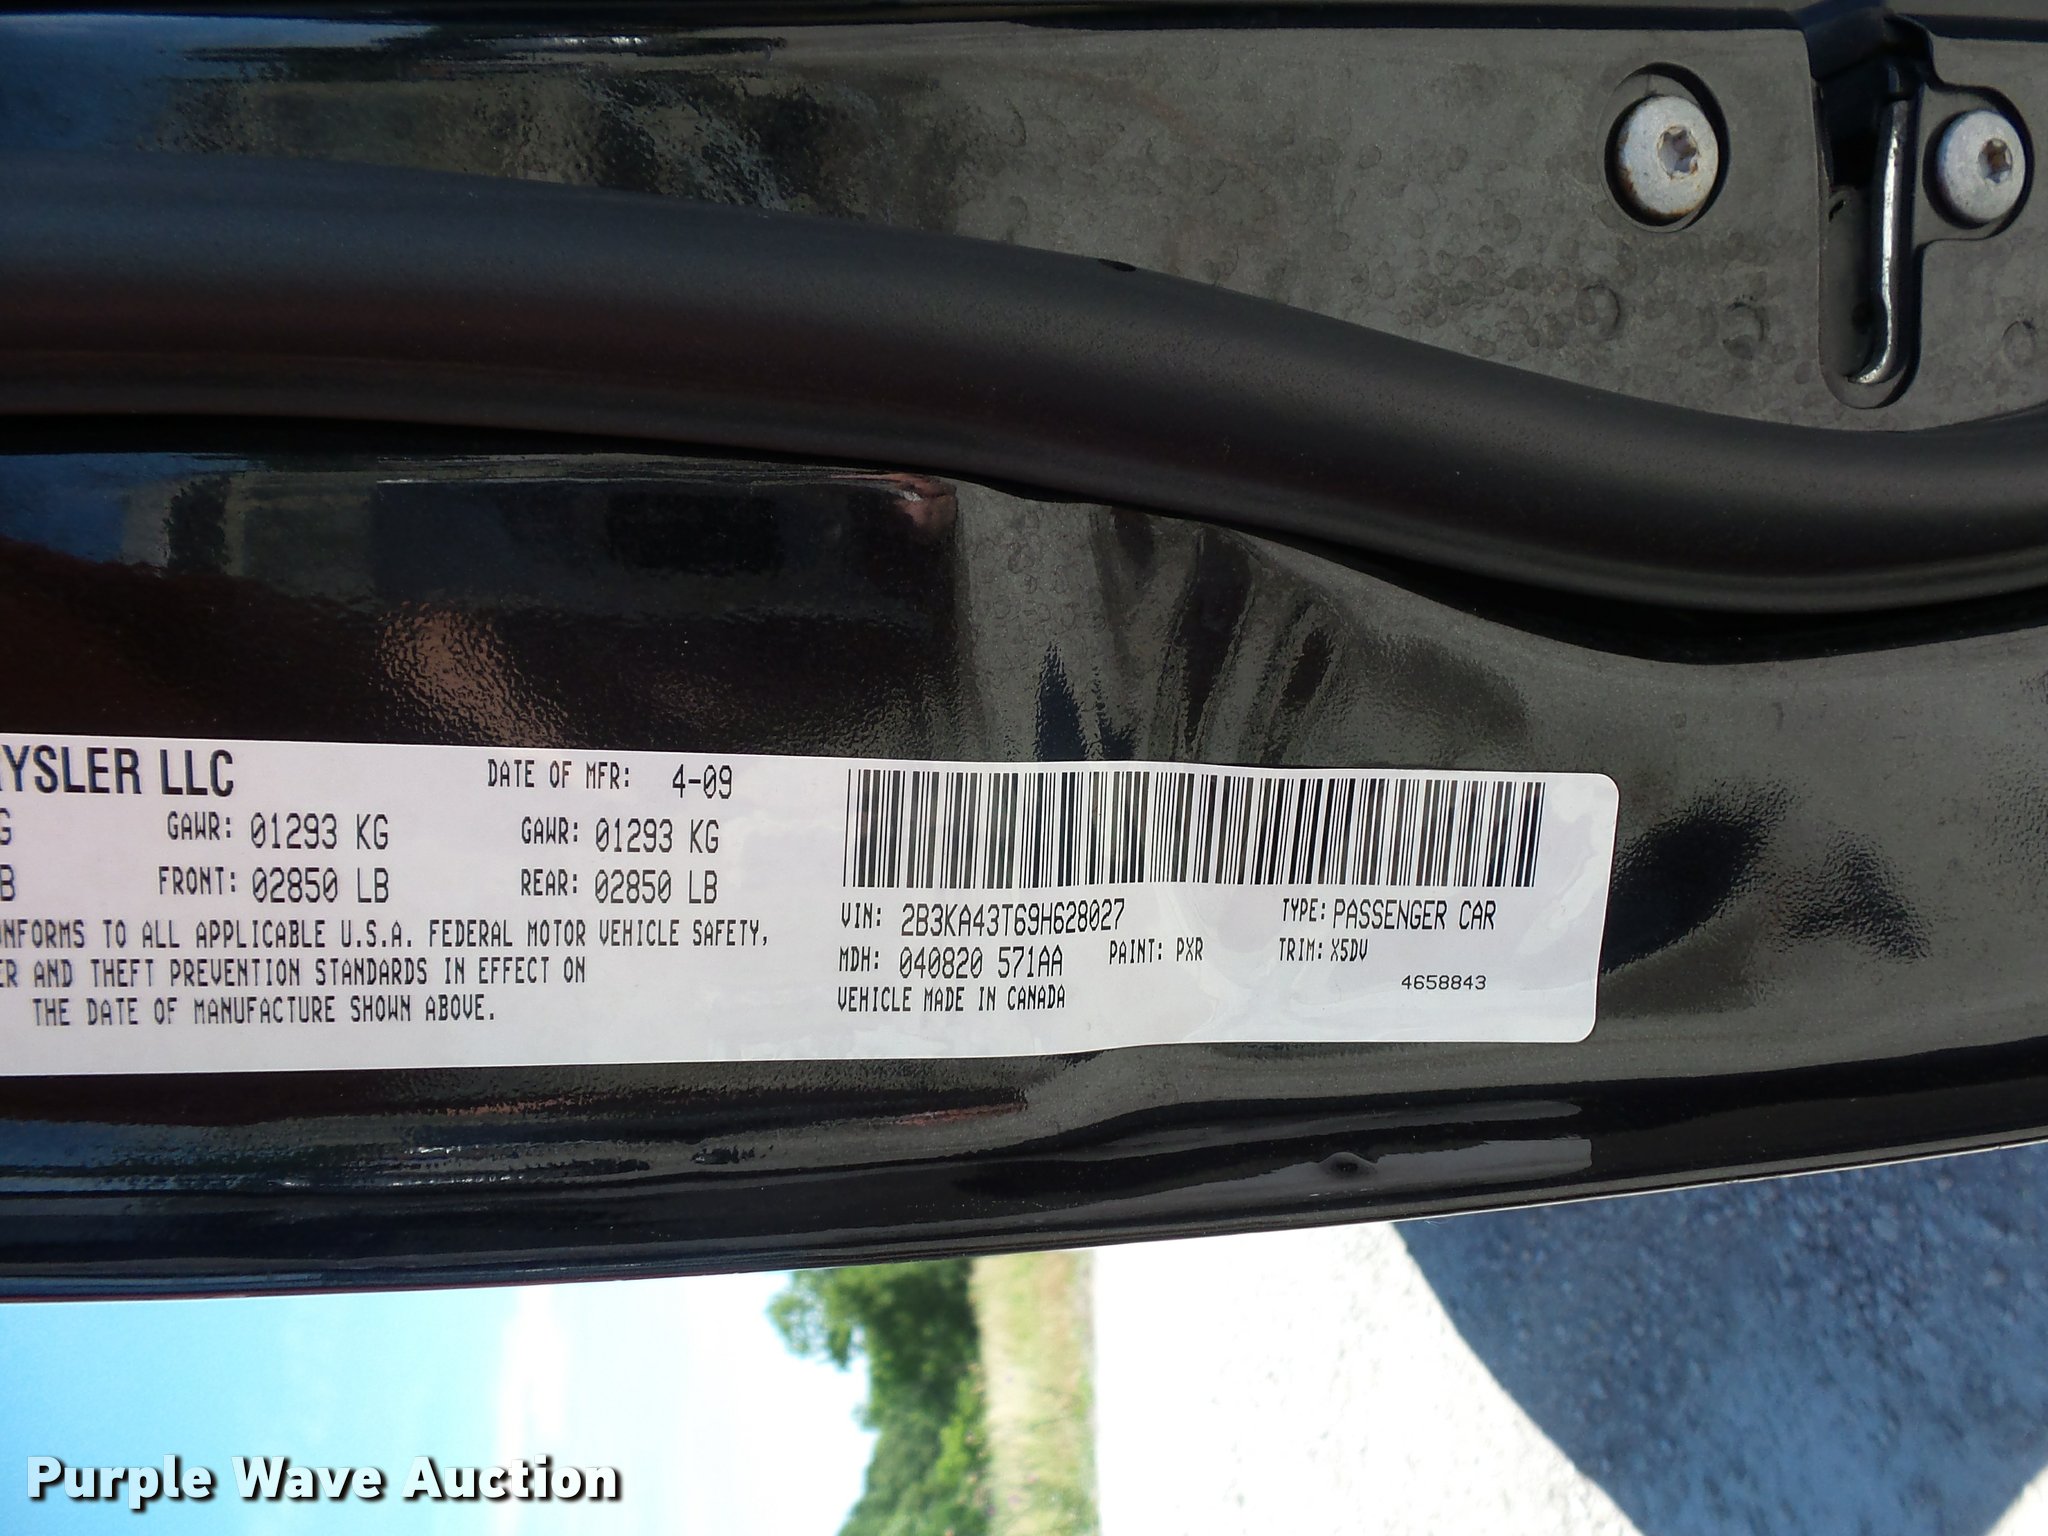 RYSLER LLC
DATE OF MFR: 4-09
G GAWR: 01293 KG GAWR: 01293 KG
B FRONT: 02850 LB REAR: 02850 LB
ONFORMS TO ALL APPLICABLE U.S.A. FEDERAL MOTOR VEHICLE SAFETY,
ER AND THEFT PREVENTION STANDARDS IN EFFECT ON
THE DATE OF MANUFACTURE SHOWN ABOVE.
VIN: 2B3KA43T69H628027 TYPE: PASSENGER CAR
MDH: 040820 571AA PAINT: PXR TRIM: X5DV
VEHICLE MADE IN CANADA 4658843
Purple Wave Auction